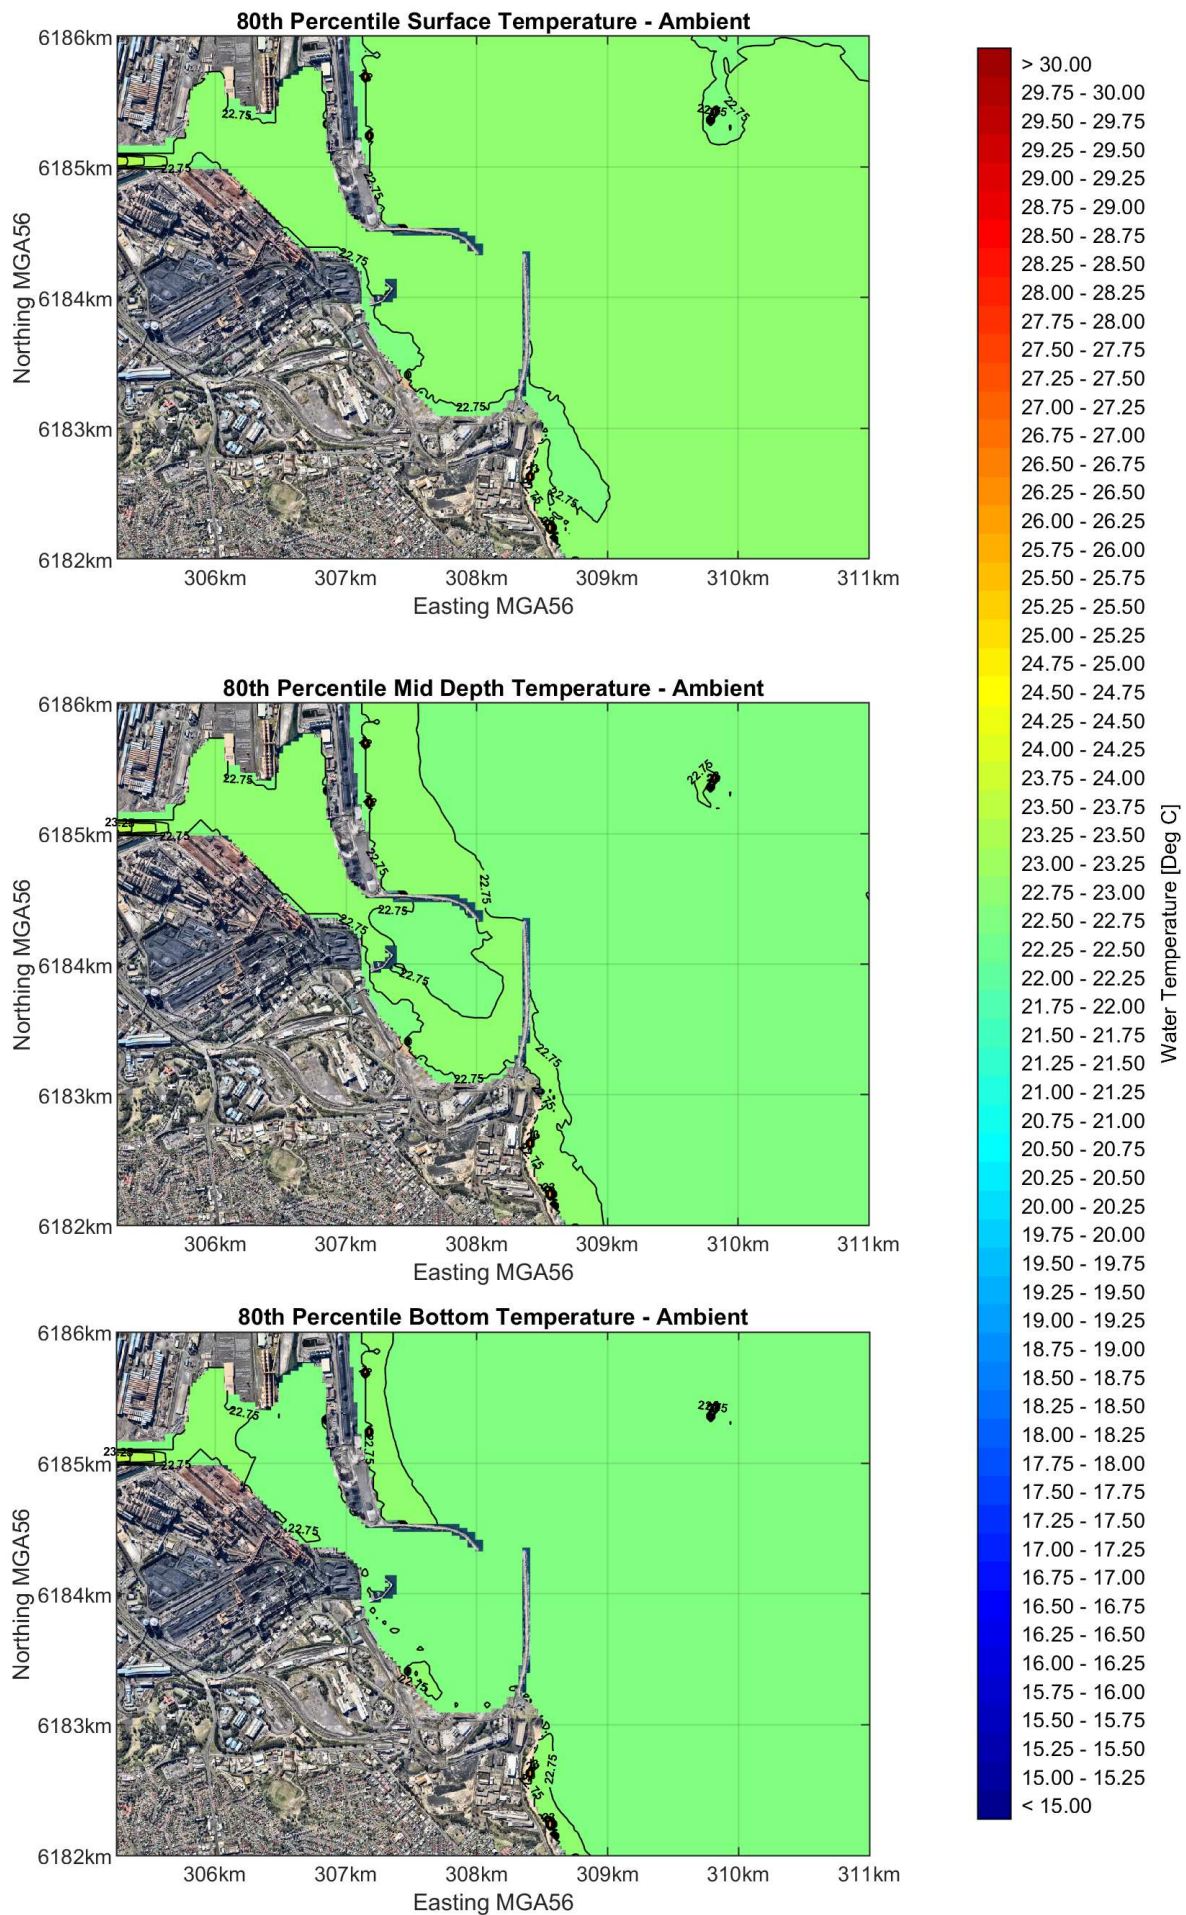 80th Percentile Surface Temperature - Ambient
6186km
6185km
6184km
6183km
6182km
Northing MGA56
22.75
22.75
22.75
22.75
22.75
22.75
22.75
306km
307km
308km
309km
310km
311km
Easting MGA56
80th Percentile Mid Depth Temperature - Ambient
6186km
6185km
6184km
6183km
6182km
Northing MGA56
22.75
23.25
22.75
22.75
22.75
22.75
22.75
22.75
22.75
22.75
22.75
306km
307km
308km
309km
310km
311km
Easting MGA56
80th Percentile Bottom Temperature - Ambient
6186km
6185km
6184km
6183km
6182km
Northing MGA56
22.75
22.75
23.25
22.75
22.75
22.75
22.75
306km
307km
308km
309km
310km
311km
Easting MGA56
> 30.00
29.75 - 30.00
29.50 - 29.75
29.25 - 29.50
29.00 - 29.25
28.75 - 29.00
28.50 - 28.75
28.25 - 28.50
28.00 - 28.25
27.75 - 28.00
27.50 - 27.75
27.25 - 27.50
27.00 - 27.25
26.75 - 27.00
26.50 - 26.75
26.25 - 26.50
26.00 - 26.25
25.75 - 26.00
25.50 - 25.75
25.25 - 25.50
25.00 - 25.25
24.75 - 25.00
24.50 - 24.75
24.25 - 24.50
24.00 - 24.25
23.75 - 24.00
23.50 - 23.75
23.25 - 23.50
23.00 - 23.25
22.75 - 23.00
22.50 - 22.75
22.25 - 22.50
22.00 - 22.25
21.75 - 22.00
21.50 - 21.75
21.25 - 21.50
21.00 - 21.25
20.75 - 21.00
20.50 - 20.75
20.25 - 20.50
20.00 - 20.25
19.75 - 20.00
19.50 - 19.75
19.25 - 19.50
19.00 - 19.25
18.75 - 19.00
18.50 - 18.75
18.25 - 18.50
18.00 - 18.25
17.75 - 18.00
17.50 - 17.75
17.25 - 17.50
17.00 - 17.25
16.75 - 17.00
16.50 - 16.75
16.25 - 16.50
16.00 - 16.25
15.75 - 16.00
15.50 - 15.75
15.25 - 15.50
15.00 - 15.25
< 15.00
Water Temperature [Deg C]